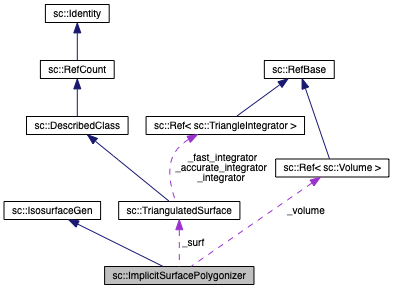 sc::Identity
sc::RefCount
sc::RefBase
sc::DescribedClass
sc::Ref< sc::TriangleIntegrator >
_fast_integrator
_accurate_integrator
_integrator
sc::Ref< sc::Volume >
sc::IsosurfaceGen
sc::TriangulatedSurface
_volume
_surf
sc::ImplicitSurfacePolygonizer